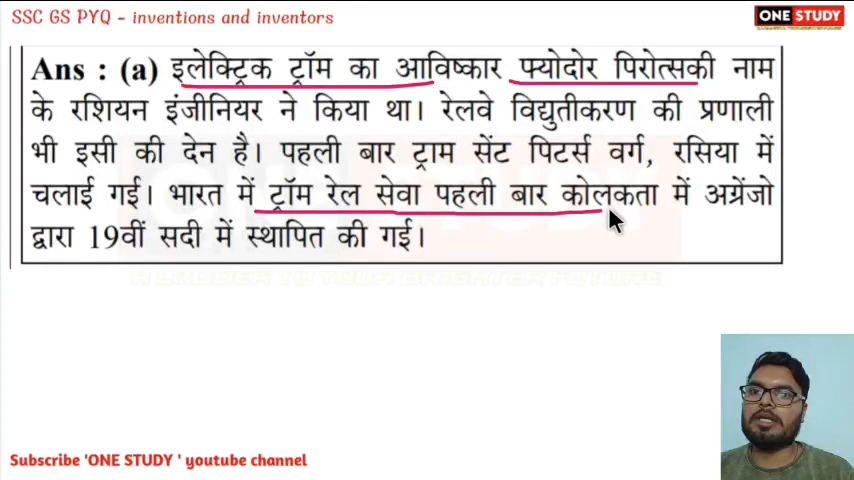 SSC GS PYQ - inventions and inventors
ONE STUDY
Ans : (a) इलेक्ट्रिक ट्रॉम का आविष्कार फ्योदोर पिरोत्सकी नाम
के रशियन इंजीनियर ने किया था। रेलवे विद्युतीकरण की प्रणाली
भी इसी की देन है। पहली बार ट्राम सेंट पिटर्स वर्ग, रसिया में
चलाई गई। भारत में ट्रॉम रेल सेवा पहली बार कोलकता में अग्रेंजो
द्वारा 19वीं सदी में स्थापित की गई।
Subscribe 'ONE STUDY ' youtube channel